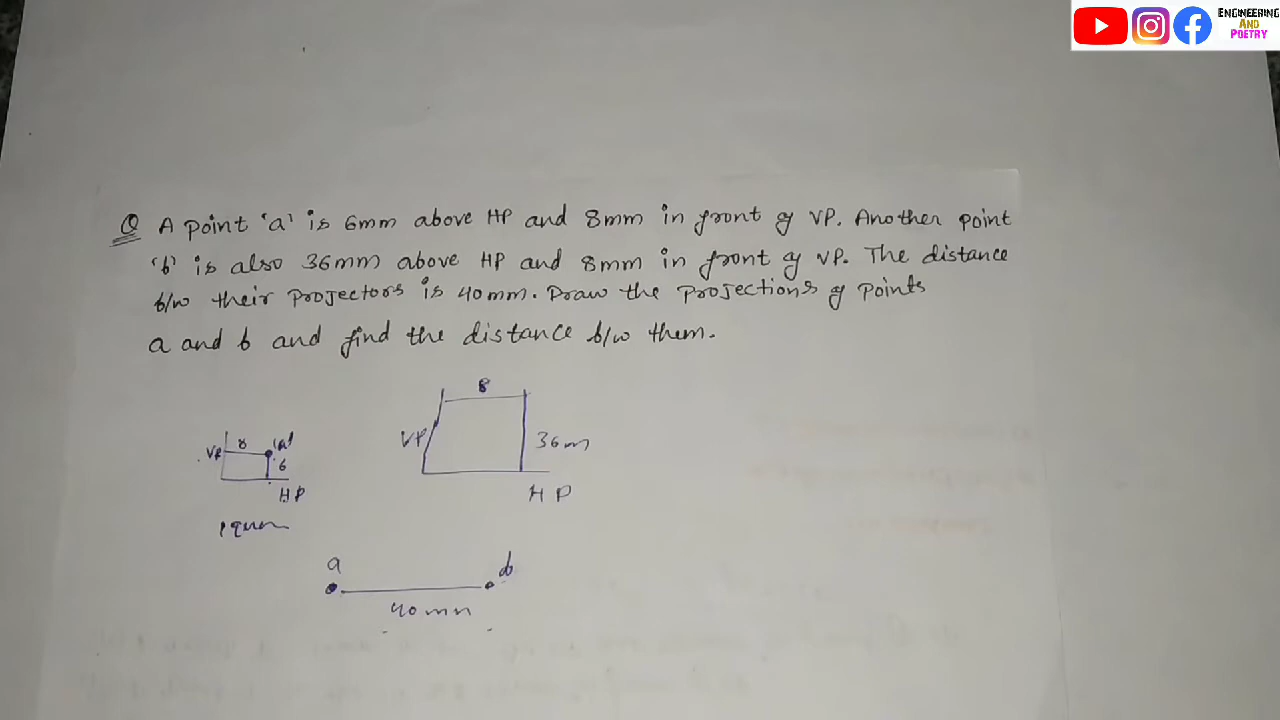 ENGINEERING
AND
POETRY
Q A point 'a' is 6mm above HP and 8mm in front of VP. Another point
'b' is also 36mm above HP and 8mm in front of VP. The distance
b/w their projectors is 40mm. Draw the projections of points
a and b and find the distance b/w them.
8
8
'a'
VP
6
HP
VP
36m
HP
a
b
40mm